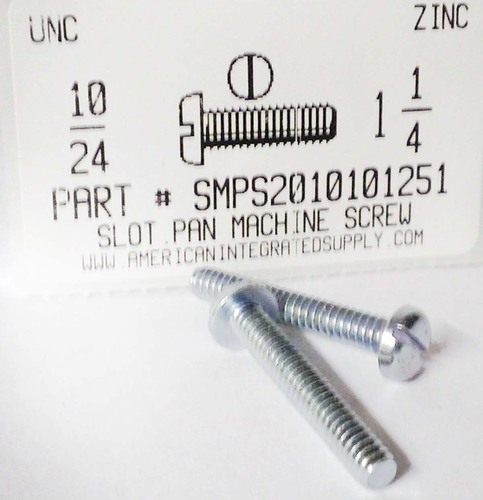 UNC ZINC
10
24
1 1
4
PART # SMPS2010101251
SLOT PAN MACHINE SCREW
WWW.AMERICANINTEGRATEDSUPPLY.COM